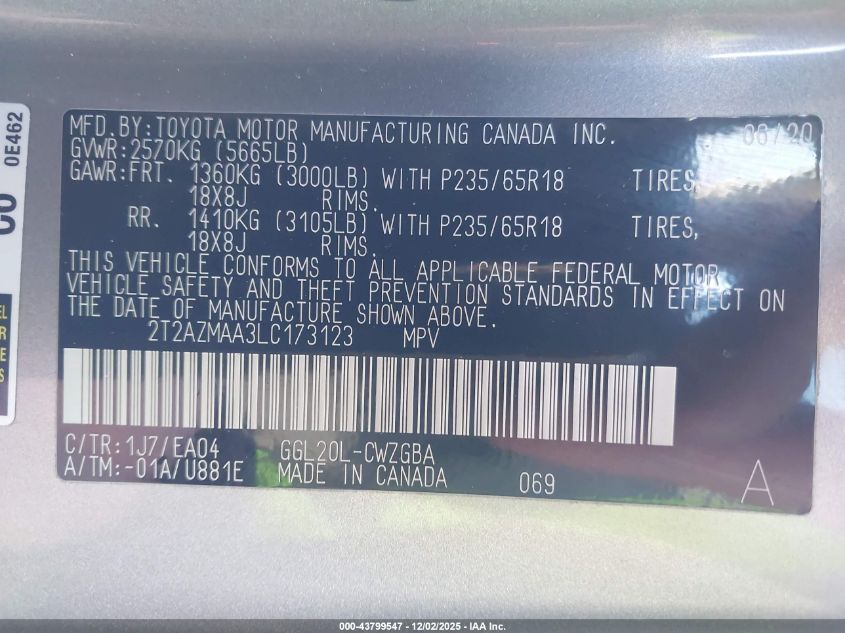 MFD.BY:TOYOTA MOTOR MANUFACTURING CANADA INC. 06/20
GVWR:2570KG (5665LB)
GAWR:FRT. 1360KG (3000LB) WITH P235/65R18 TIRES,
18X8J RIMS.
RR. 1410KG (3105LB) WITH P235/65R18 TIRES,
18X8J RIMS.
THIS VEHICLE CONFORMS TO ALL APPLICABLE FEDERAL MOTOR
VEHICLE SAFETY AND THEFT PREVENTION STANDARDS IN EFFECT ON
THE DATE OF MANUFACTURE SHOWN ABOVE.
2T2AZMAA3LC173123 MPV
C/TR:1J7/EA04 GGL20L-CWZGBA
A/TM:-01A/U881E MADE IN CANADA 069 A
0E462
000-43799547 - 12/02/2025 - IAA Inc.